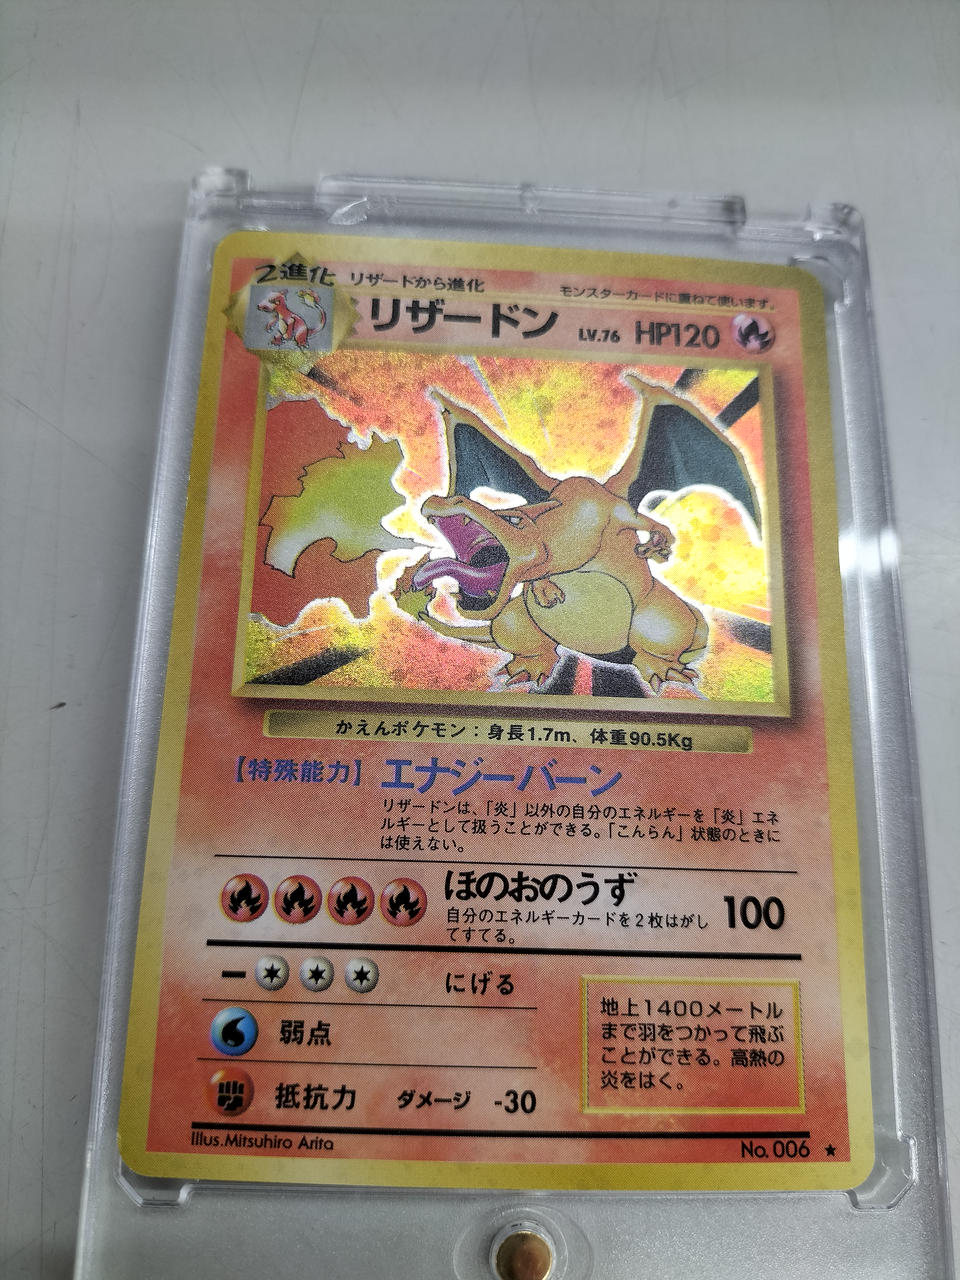 2進化
リザードから進化
モンスターカードに重ねて使います。
リザードン LV.76 HP120
かえんポケモン：身長1.7m、体重90.5Kg
【特殊能力】エナジーバーン
リザードンは、「炎」以外の自分のエネルギーを「炎」エネ
ルギーとして扱うことができる。「こんらん」状態のときに
は使えない。
ほのおのうず 100
自分のエネルギーカードを2枚はがし
てすてる。
にげる
弱点
抵抗力 ダメージ -30
地上1400メートル
まで羽をつかって飛ぶ
ことができる。高熱の
炎をはく。
Illus.Mitsuhiro Arita
No.006 ★